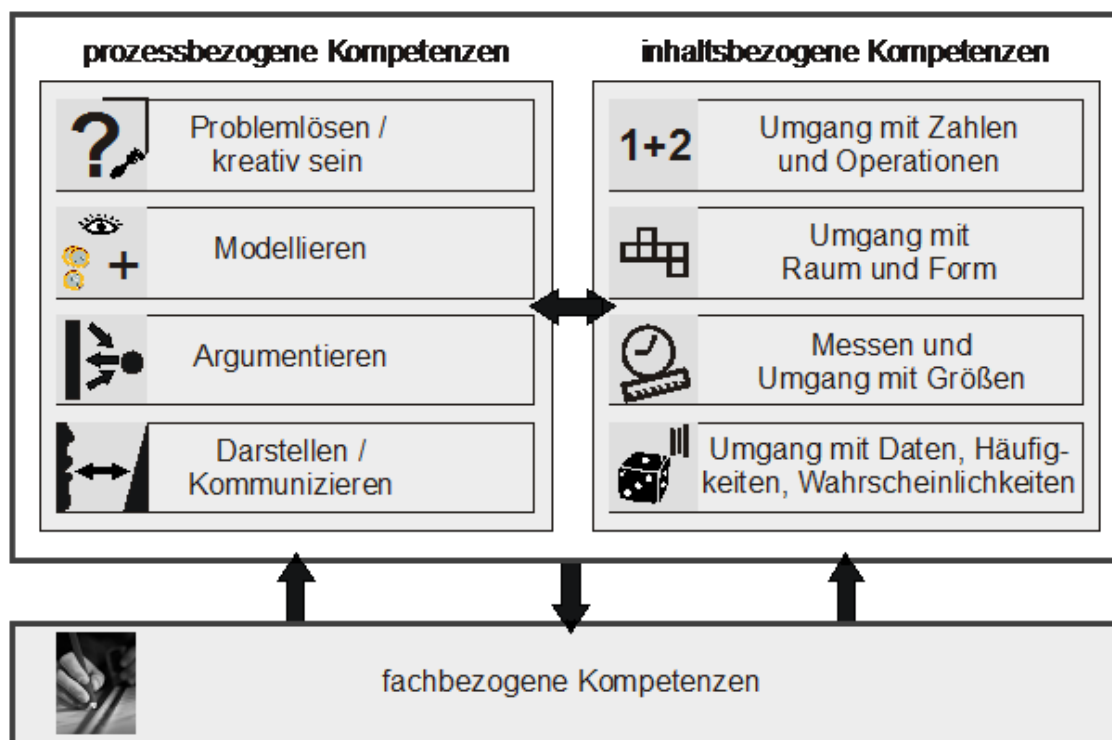 prozessbezogene Kompetenzen
Problemlösen /
kreativ sein
Modellieren
Argumentieren
Darstellen /
Kommunizieren
inhaltsbezogene Kompetenzen
1+2
Umgang mit Zahlen
und Operationen
Umgang mit
Raum und Form
Messen und
Umgang mit Größen
Umgang mit Daten, Häufig-
keiten, Wahrscheinlichkeiten
fachbezogene Kompetenzen